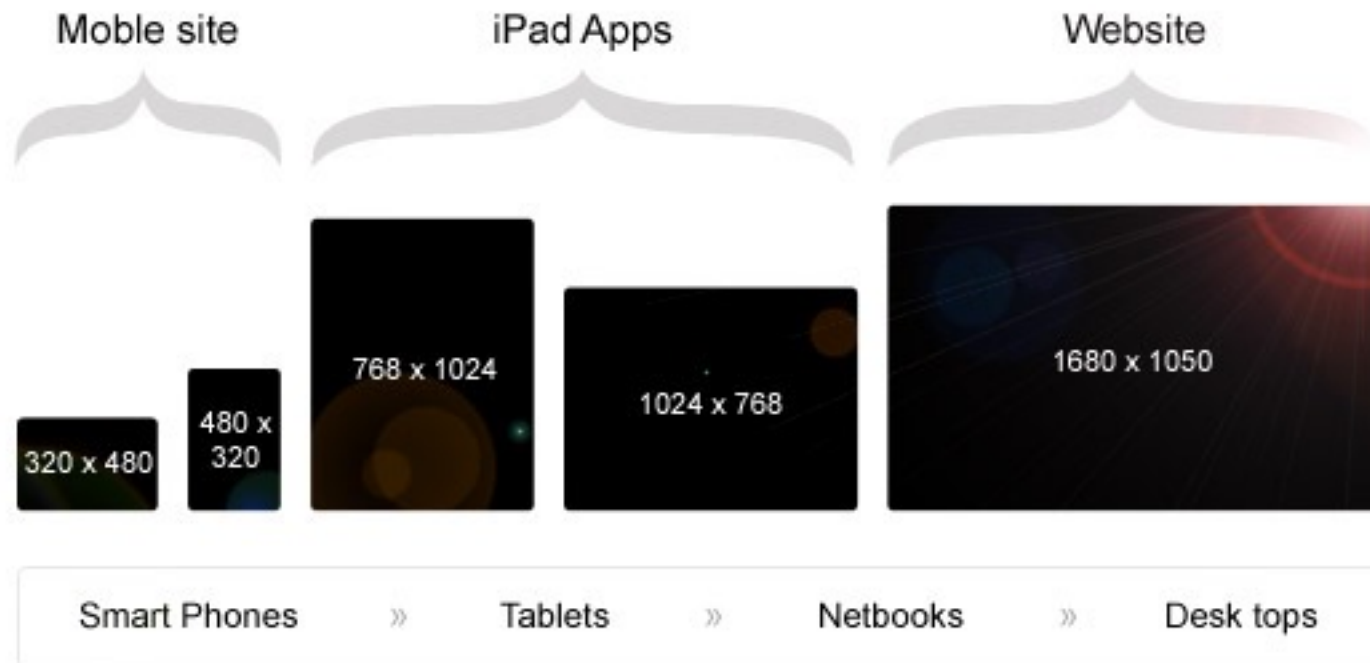 Moble site
iPad Apps
Website
320 x 480
480 x
320
768 x 1024
1024 x 768
1680 x 1050
Smart Phones » Tablets » Netbooks » Desk tops